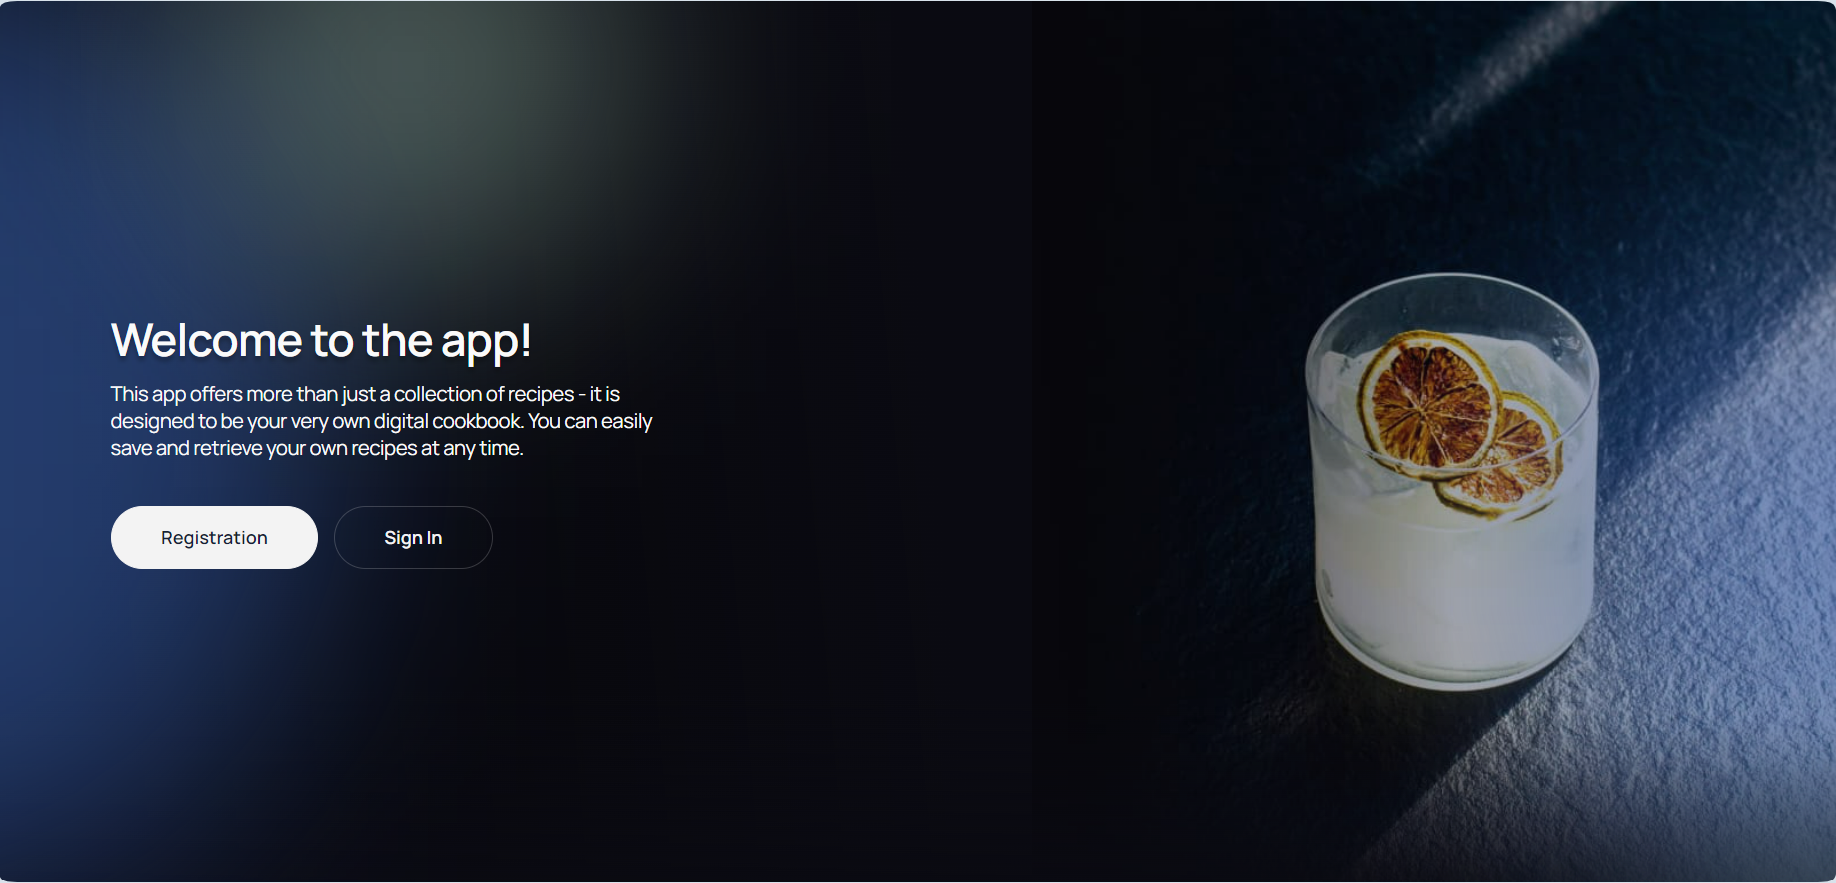 Welcome to the app!
This app offers more than just a collection of recipes - it is
designed to be your very own digital cookbook. You can easily
save and retrieve your own recipes at any time.
Registration
Sign In